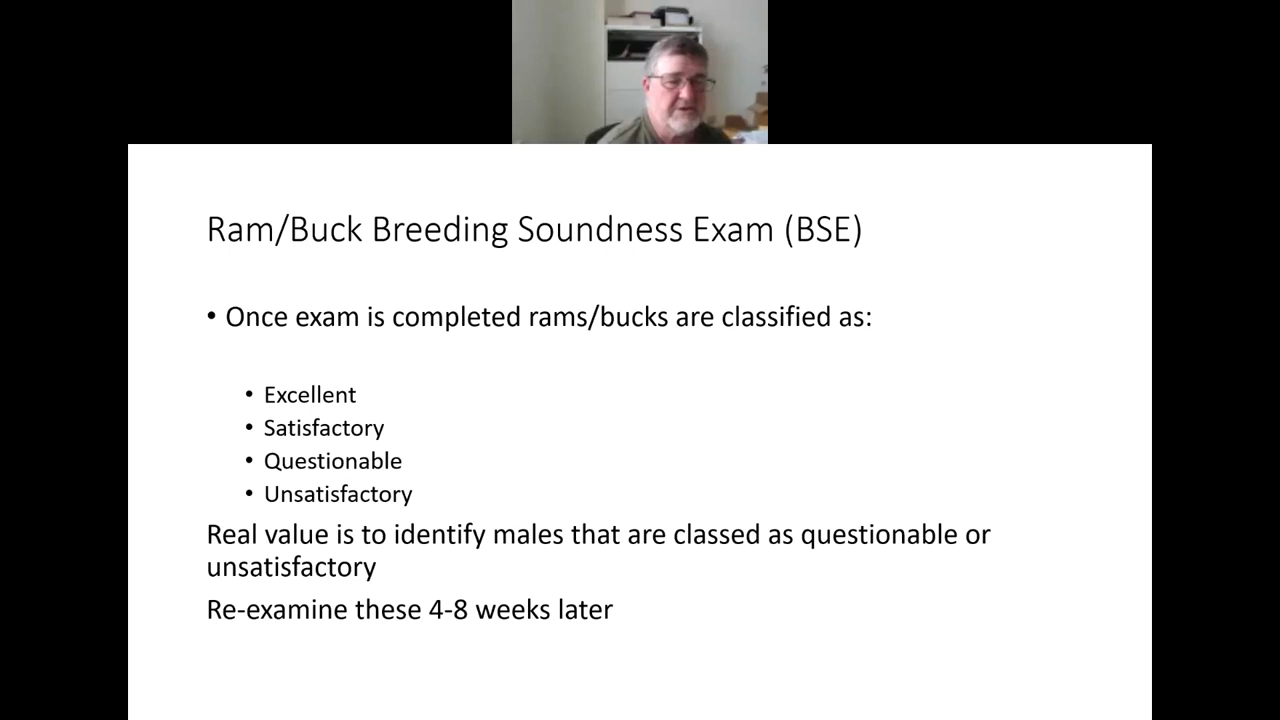 Ram/Buck Breeding Soundness Exam (BSE)
• Once exam is completed rams/bucks are classified as:
• Excellent
• Satisfactory
• Questionable
• Unsatisfactory
Real value is to identify males that are classed as questionable or
unsatisfactory
Re-examine these 4-8 weeks later